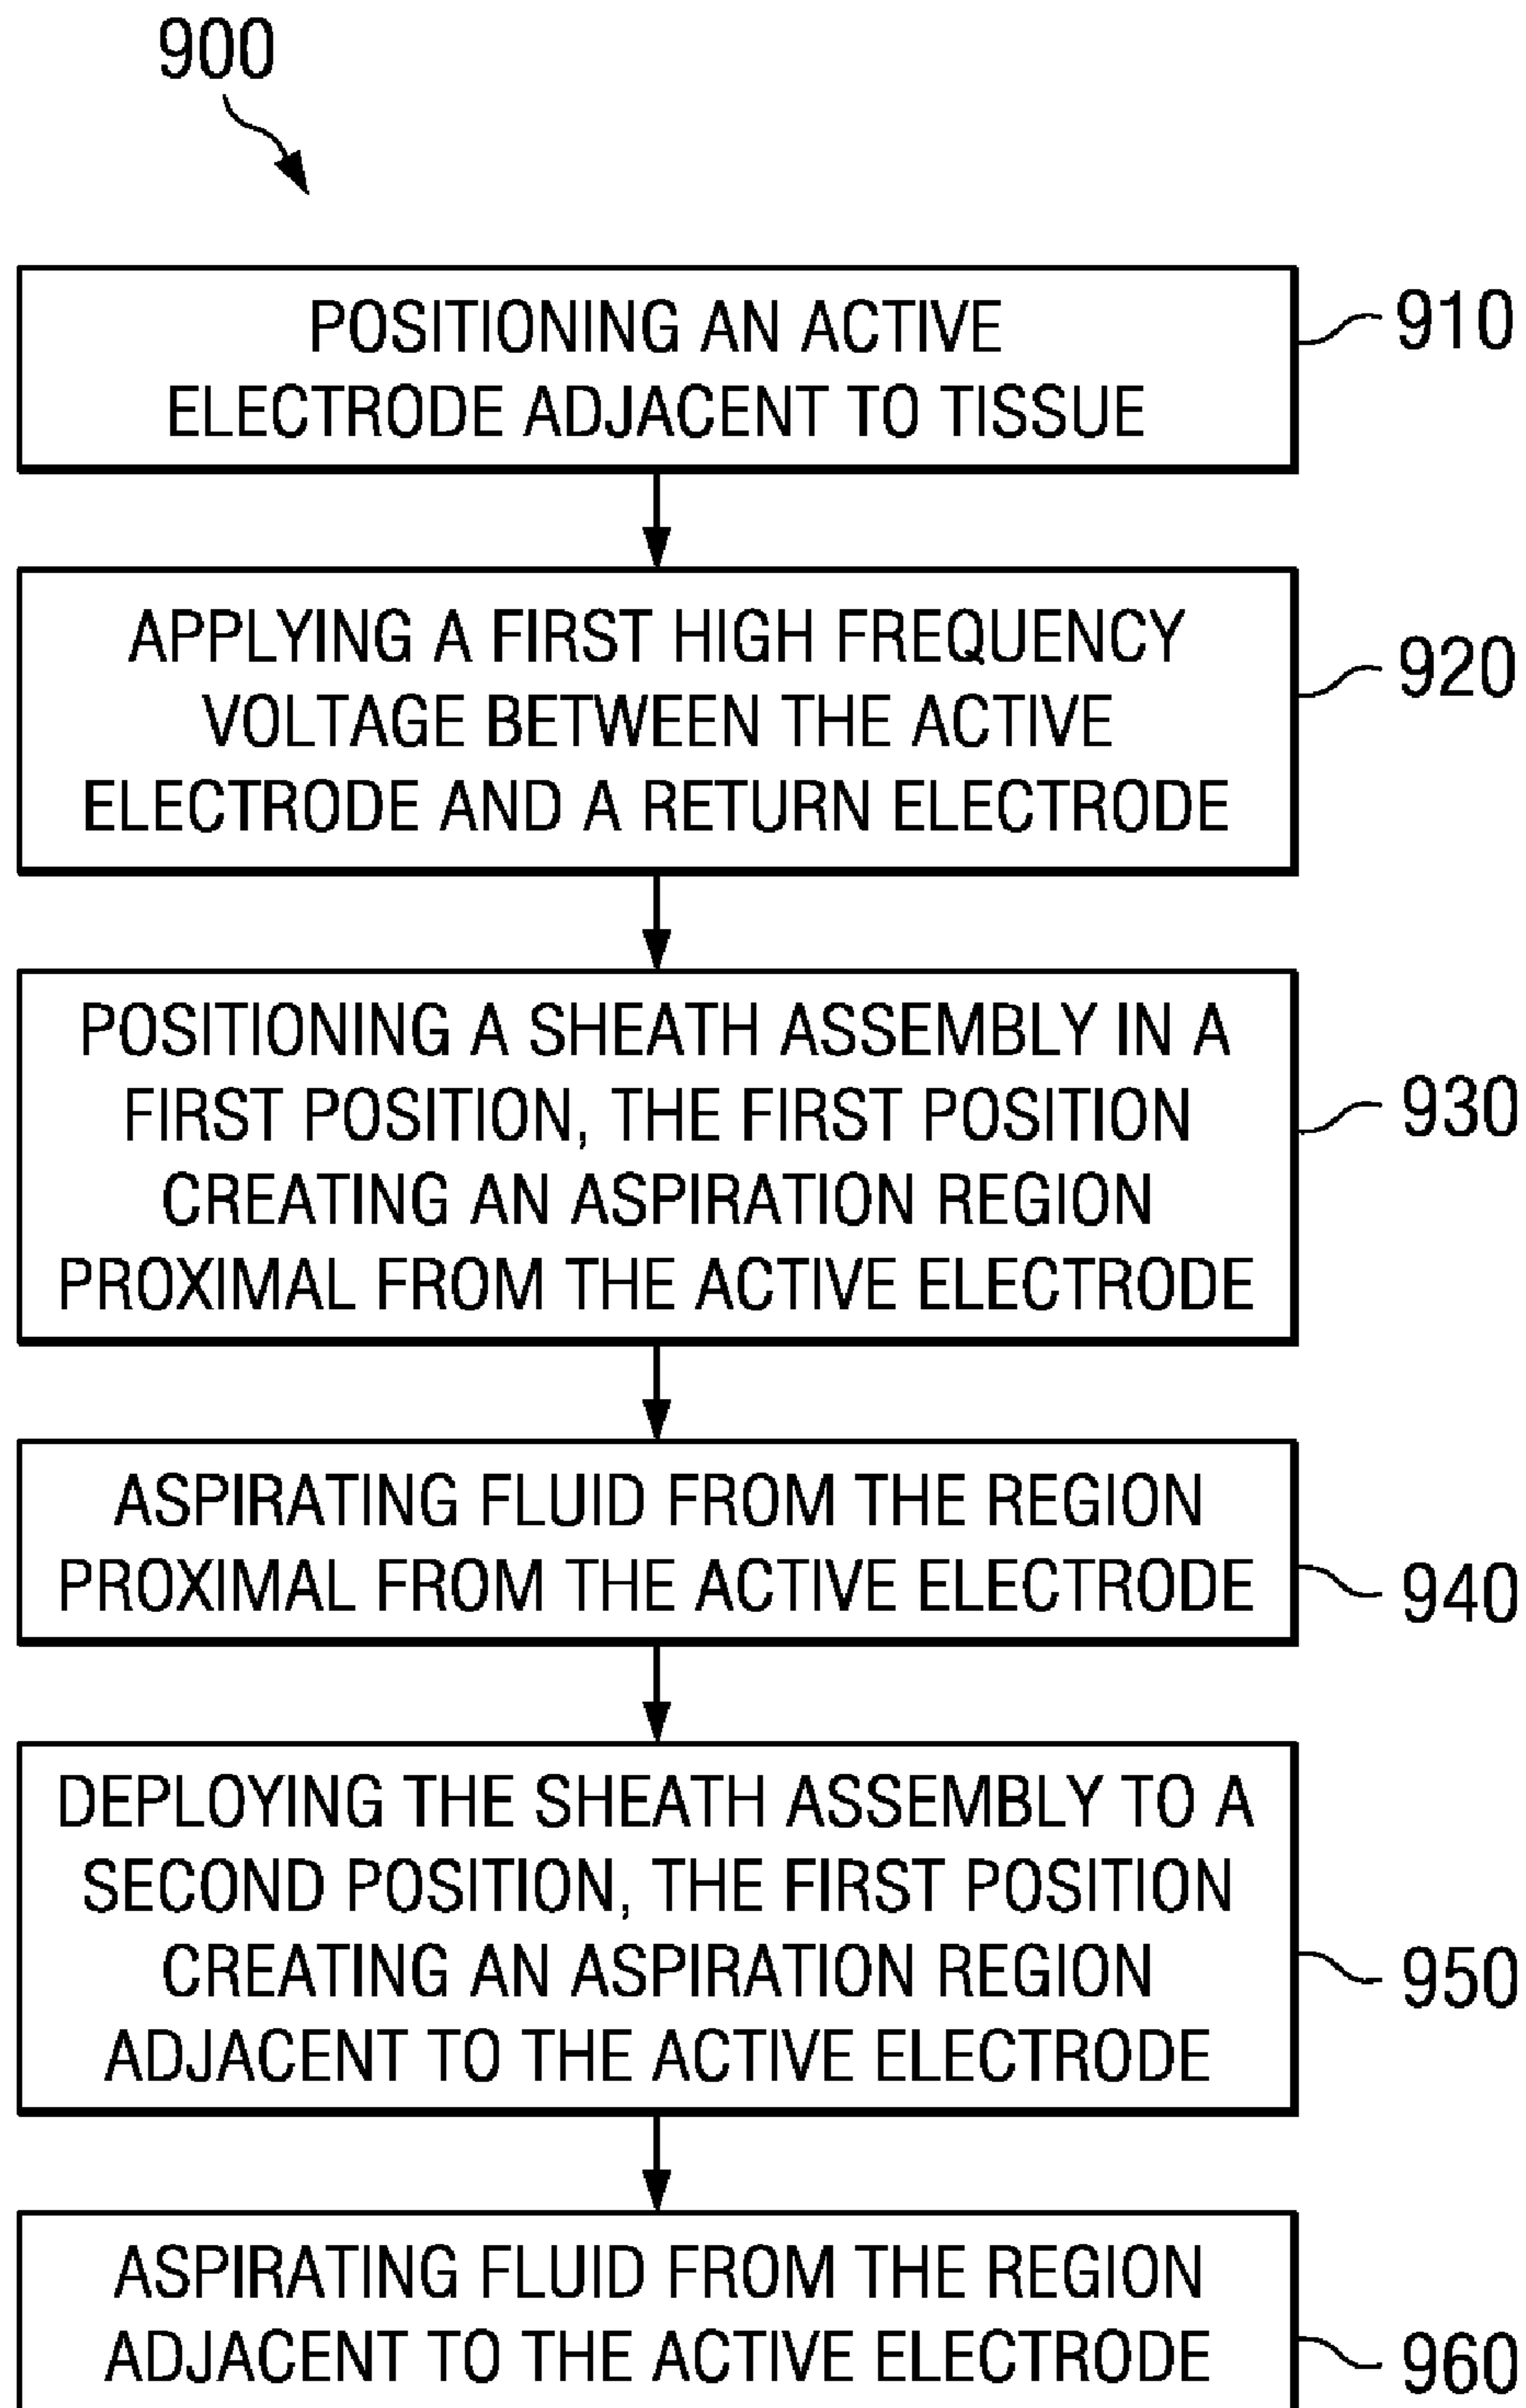 900
POSITIONING AN ACTIVE
ELECTRODE ADJACENT TO TISSUE
910
APPLYING A FIRST HIGH FREQUENCY
VOLTAGE BETWEEN THE ACTIVE
ELECTRODE AND A RETURN ELECTRODE
920
POSITIONING A SHEATH ASSEMBLY IN A
FIRST POSITION, THE FIRST POSITION
CREATING AN ASPIRATION REGION
PROXIMAL FROM THE ACTIVE ELECTRODE
930
ASPIRATING FLUID FROM THE REGION
PROXIMAL FROM THE ACTIVE ELECTRODE
940
DEPLOYING THE SHEATH ASSEMBLY TO A
SECOND POSITION, THE FIRST POSITION
CREATING AN ASPIRATION REGION
ADJACENT TO THE ACTIVE ELECTRODE
950
ASPIRATING FLUID FROM THE REGION
ADJACENT TO THE ACTIVE ELECTRODE
960